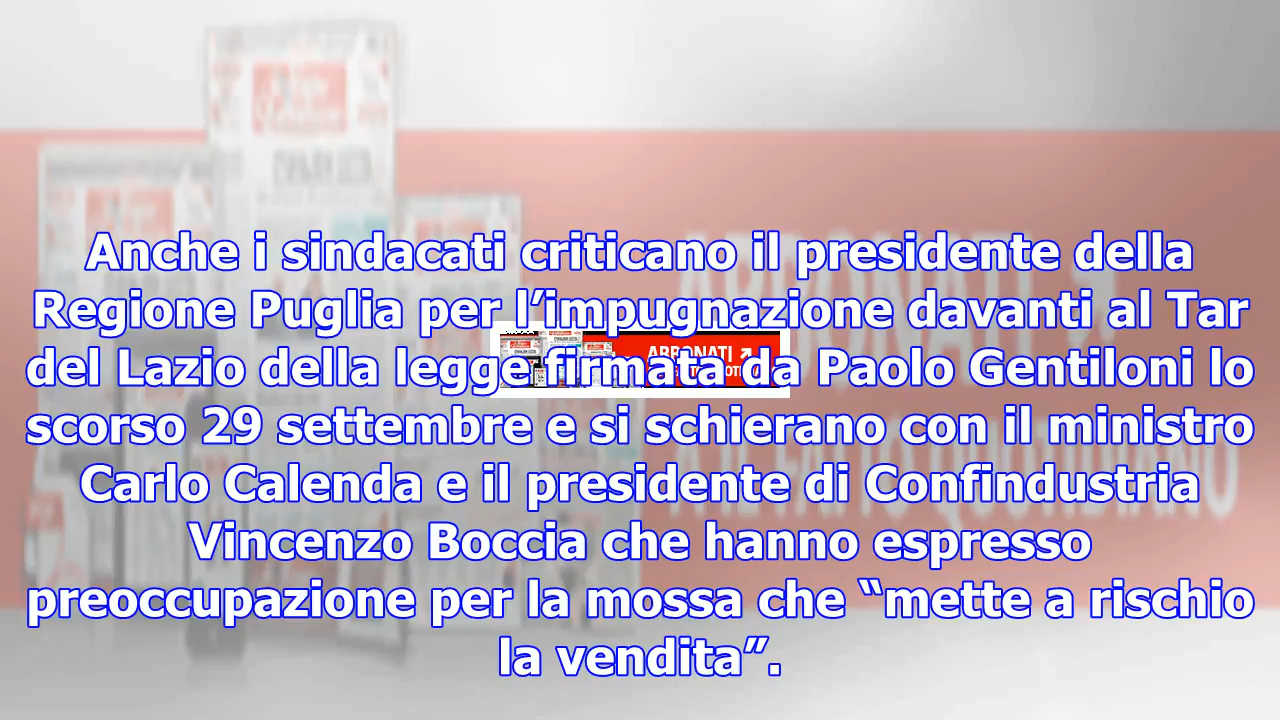 Anche i sindacati criticano il presidente della
Regione Puglia per l’impugnazione davanti al Tar
del Lazio della legge firmata da Paolo Gentiloni lo
scorso 29 settembre e si schierano con il ministro
Carlo Calenda e il presidente di Confindustria
Vincenzo Boccia che hanno espresso
preoccupazione per la mossa che “mette a rischio
la vendita”.
ABBONATI